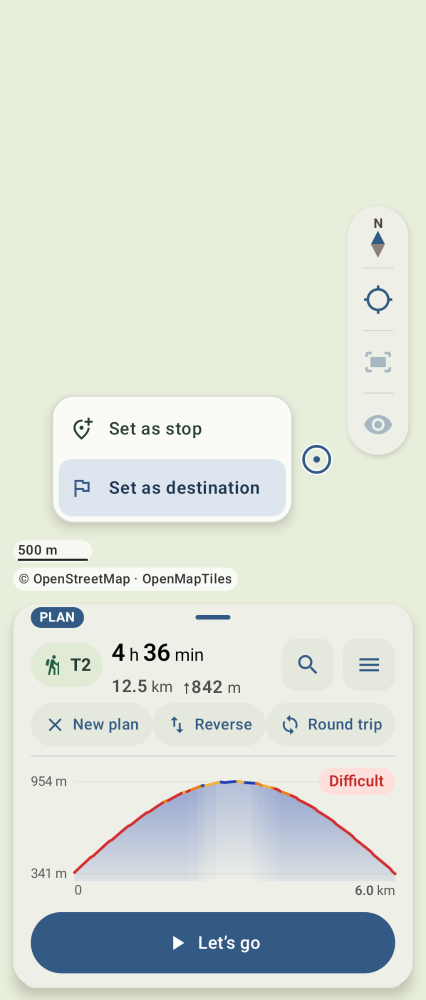 N
Set as stop
Set as destination
500 m
© OpenStreetMap · OpenMapTiles
PLAN
T2
4 h 36 min
12.5 km ↑842 m
New plan
Reverse
Round trip
954 m
Difficult
341 m
0
6.0 km
Let’s go